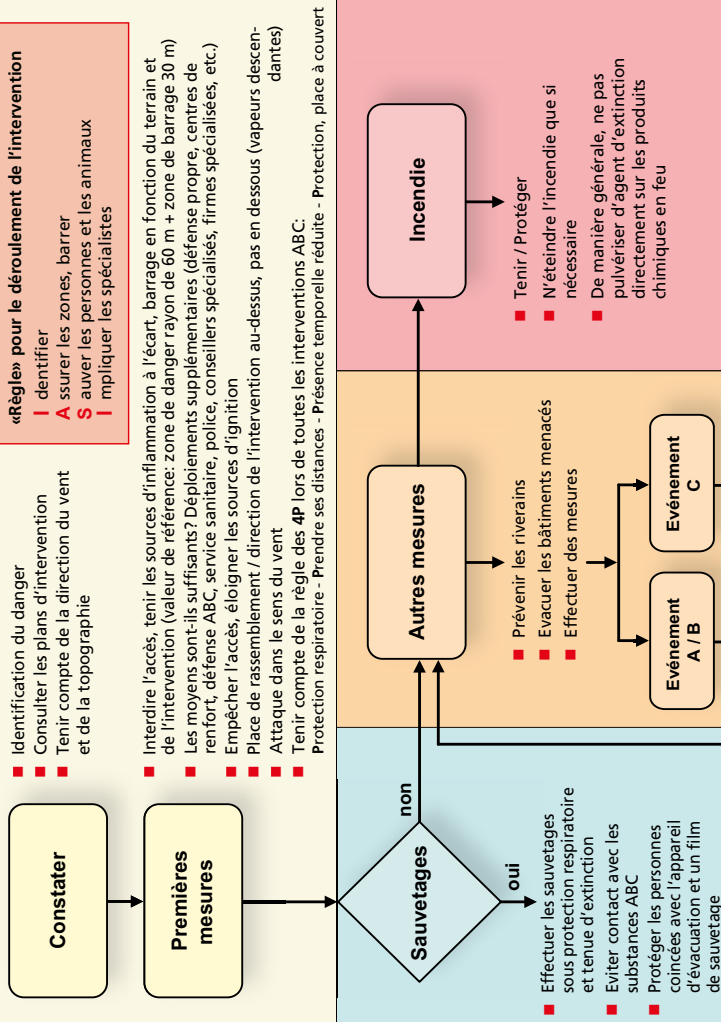 Constater
Identification du danger
Consulter les plans d’intervention
Tenir compte de la direction du vent
et de la topographie
«Règle» pour le déroulement de l’intervention
I dentifier
A ssurer les zones, barrer
S auver les personnes et les animaux
I mpliquer les spécialistes
Premières
mesures
Interdire l’accès, tenir les sources d’inflammation à l’écart, barrage en fonction du terrain et
de l’intervention (valeur de référence: zone de danger rayon de 60 m + zone de barrage 30 m)
Les moyens sont-ils suffisants? Déploiements supplémentaires (défense propre, centres de
renfort, défense ABC, service sanitaire, police, conseillers spécialisés, firmes spécialisées, etc.)
Empêcher l’accès, éloigner les sources d’ignition
Place de rassemblement / direction de l’intervention au-dessus, pas en dessous (vapeurs descen-
dantes)
Attaque dans le sens du vent
Tenir compte de la règle des 4P lors de toutes les interventions ABC:
Protection respiratoire - Prendre ses distances - Présence temporelle réduite - Protection, place à couvert
Sauvetages
non
oui
Effectuer les sauvetages
sous protection respiratoire
et tenue d’extinction
Eviter contact avec les
substances ABC
Protéger les personnes
coincées avec l’appareil
d’évacuation et un film
de sauvetage
Autres mesures
Prévenir les riverains
Evacuer les bâtiments menacés
Effectuer des mesures
Evénement
A / B
Evénement
C
Incendie
Tenir / Protéger
N’éteindre l’incendie que si
nécessaire
De manière générale, ne pas
pulvériser d’agent d’extinction
directement sur les produits
chimiques en feu